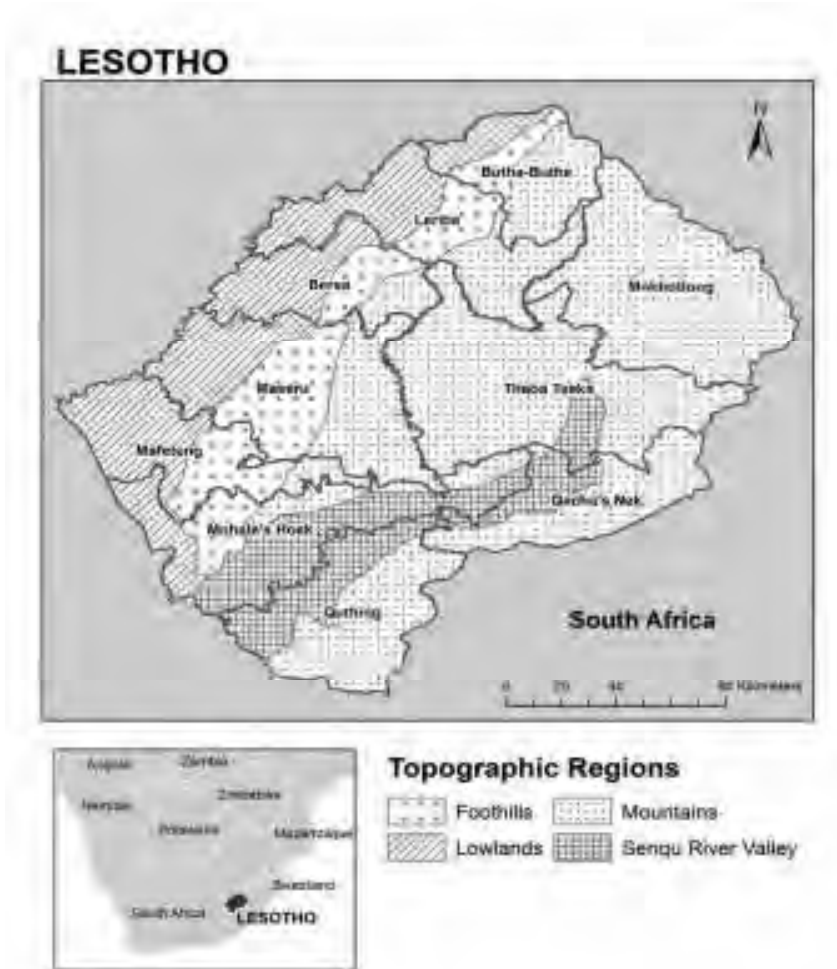 LESOTHO
N
Butha-Buthe
Leribe
Berea
Mokhotlong
Maseru
Thaba Tseka
Mafeteng
Qacha's Nek
Mohale's Hoek
Quthing
South Africa
0 20 40 80 Kilometers
Topographic Regions
Foothills
Mountains
Lowlands
Senqu River Valley
Angola
Zambia
Zimbabwe
Namibia
Botswana
Mozambique
Swaziland
South Africa
LESOTHO